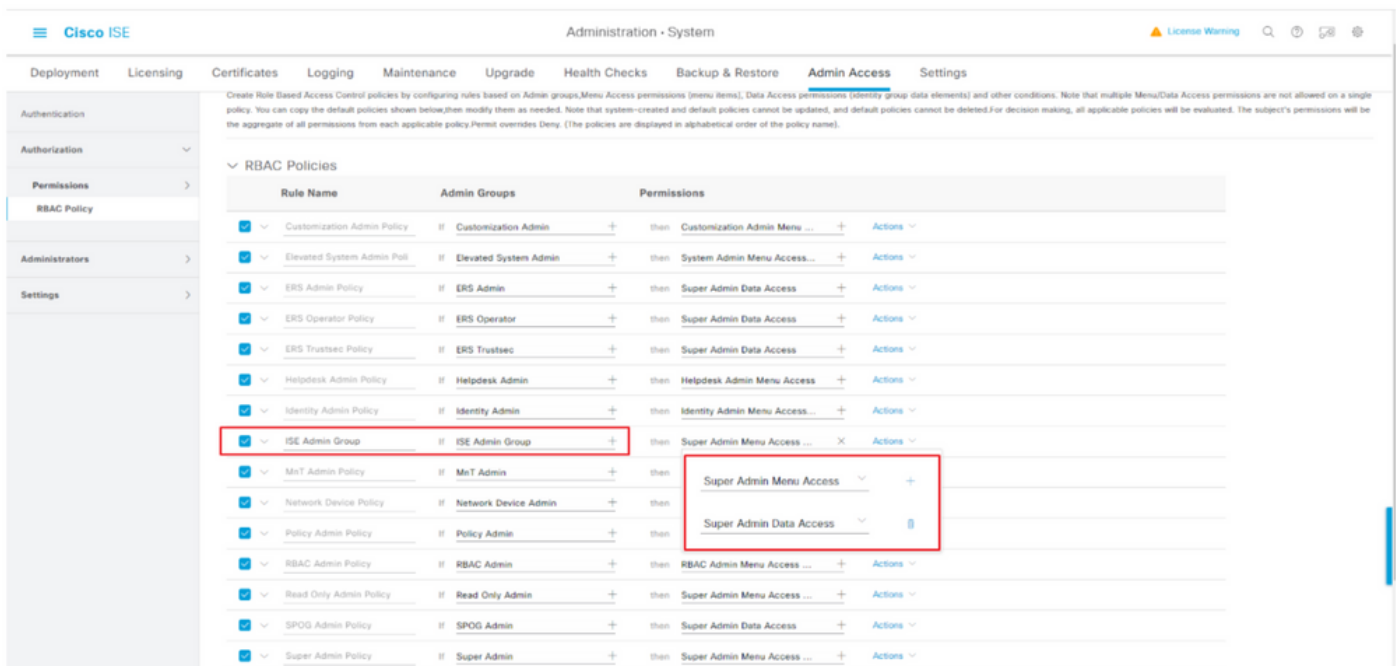 Cisco ISE
Administration · System
License Warning
Deployment Licensing Certificates Logging Maintenance Upgrade Health Checks Backup & Restore Admin Access Settings
Authentication
Authorization
Permissions
RBAC Policy
Administrators
Settings
Create Role Based Access Control policies by configuring rules based on Admin groups,Menu Access permissions (menu items), Data Access permissions (identity group data elements) and other conditions. Note that multiple Menu/Data Access permissions are not allowed on a single
policy. You can copy the default policies shown below,then modify them as needed. Note that system-created and default policies cannot be updated, and default policies cannot be deleted.For decision making, all applicable policies will be evaluated. The subject's permissions will be
the aggregate of all permissions from each applicable policy.Permit overrides Deny. (The policies are displayed in alphabetical order of the policy name).
RBAC Policies
Rule Name Admin Groups Permissions
Customization Admin Policy If Customization Admin + then Customization Admin Menu ... + Actions
Elevated System Admin Poli If Elevated System Admin + then System Admin Menu Access... + Actions
ERS Admin Policy If ERS Admin + then Super Admin Data Access + Actions
ERS Operator Policy If ERS Operator + then Super Admin Data Access + Actions
ERS Trustsec Policy If ERS Trustsec + then Super Admin Data Access + Actions
Helpdesk Admin Policy If Helpdesk Admin + then Helpdesk Admin Menu Access + Actions
Identity Admin Policy If Identity Admin + then Identity Admin Menu Access... + Actions
ISE Admin Group If ISE Admin Group + then Super Admin Menu Access ... × Actions
MnT Admin Policy If MnT Admin + then
Super Admin Menu Access +
Network Device Policy If Network Device Admin + then
Super Admin Data Access
Policy Admin Policy If Policy Admin + then
RBAC Admin Policy If RBAC Admin + then RBAC Admin Menu Access ... + Actions
Read Only Admin Policy If Read Only Admin + then Super Admin Menu Access ... + Actions
SPOG Admin Policy If SPOG Admin + then Super Admin Data Access + Actions
Super Admin Policy If Super Admin + then Super Admin Menu Access ... + Actions